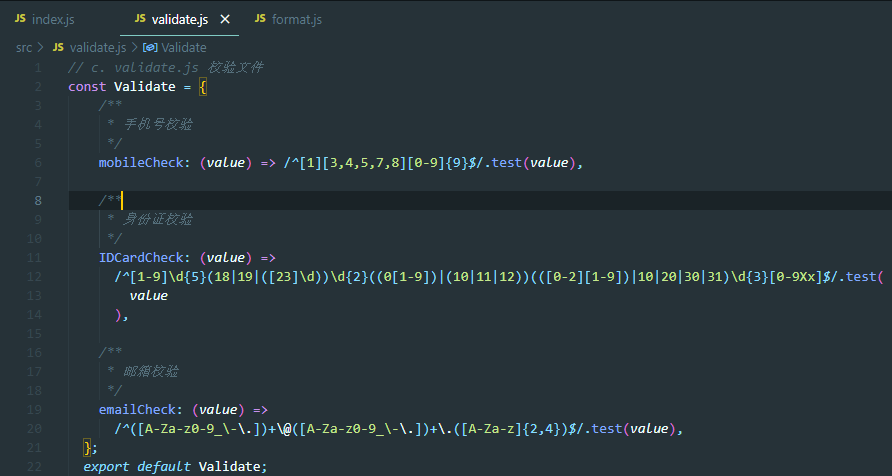 JS index.js JS validate.js × JS format.js
src > JS validate.js > Validate
1 // c. validate.js 校验文件
2 const Validate = {
3 /**
4 * 手机号校验
5 */
6 mobileCheck: (value) => /^[1][3,4,5,7,8][0-9]{9}$/.test(value),
7
8 /**
9 * 身份证校验
10 */
11 IDCardCheck: (value) =>
12 /^[1-9]\d{5}(18|19|([23]\d))\d{2}((0[1-9])|(10|11|12))(([0-2][1-9])|10|20|30|31)\d{3}[0-9Xx]$/.test(
13 value
14 ),
15
16 /**
17 * 邮箱校验
18 */
19 emailCheck: (value) =>
20 /^([A-Za-z0-9_\-\.])+\@([A-Za-z0-9_\-\.])+\.([A-Za-z]{2,4})$/.test(value),
21 };
22 export default Validate;